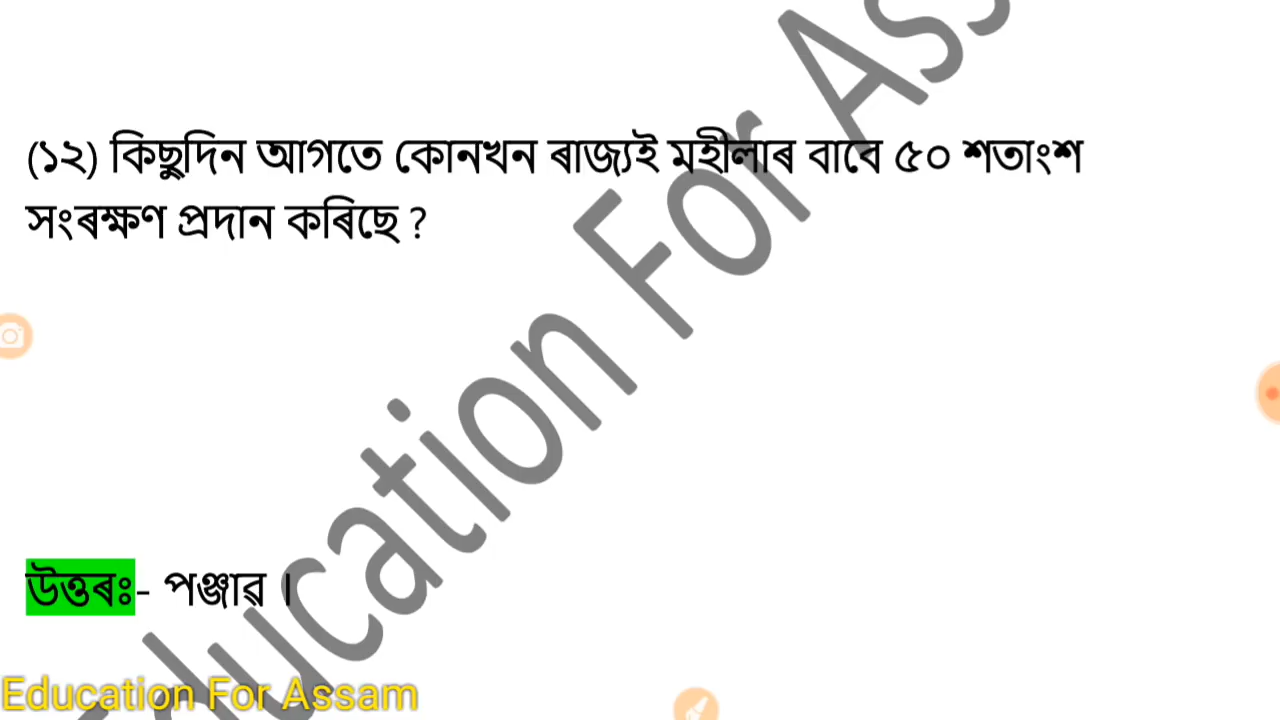 (১২) কিছুদিন আগতে কোনখন ৰাজ্যই মহীলাৰ বাবে ৫০ শতাংশ
সংৰক্ষণ প্ৰদান কৰিছে ?
উত্তৰঃ- পঞ্জাৱ ।
Education For Assam
Education For Ass